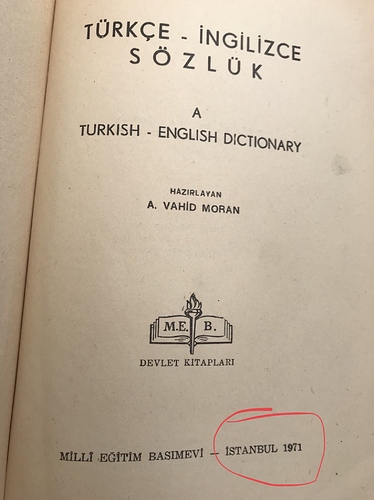 TÜRKÇE - İNGİLİZCE
SÖZLÜK
A
TURKISH - ENGLISH DICTIONARY
HAZIRLAYAN
A. VAHİD MORAN
M.E. B.
DEVLET KİTAPLARI
MİLLÎ EĞİTİM BASIMEVİ — İSTANBUL 1971